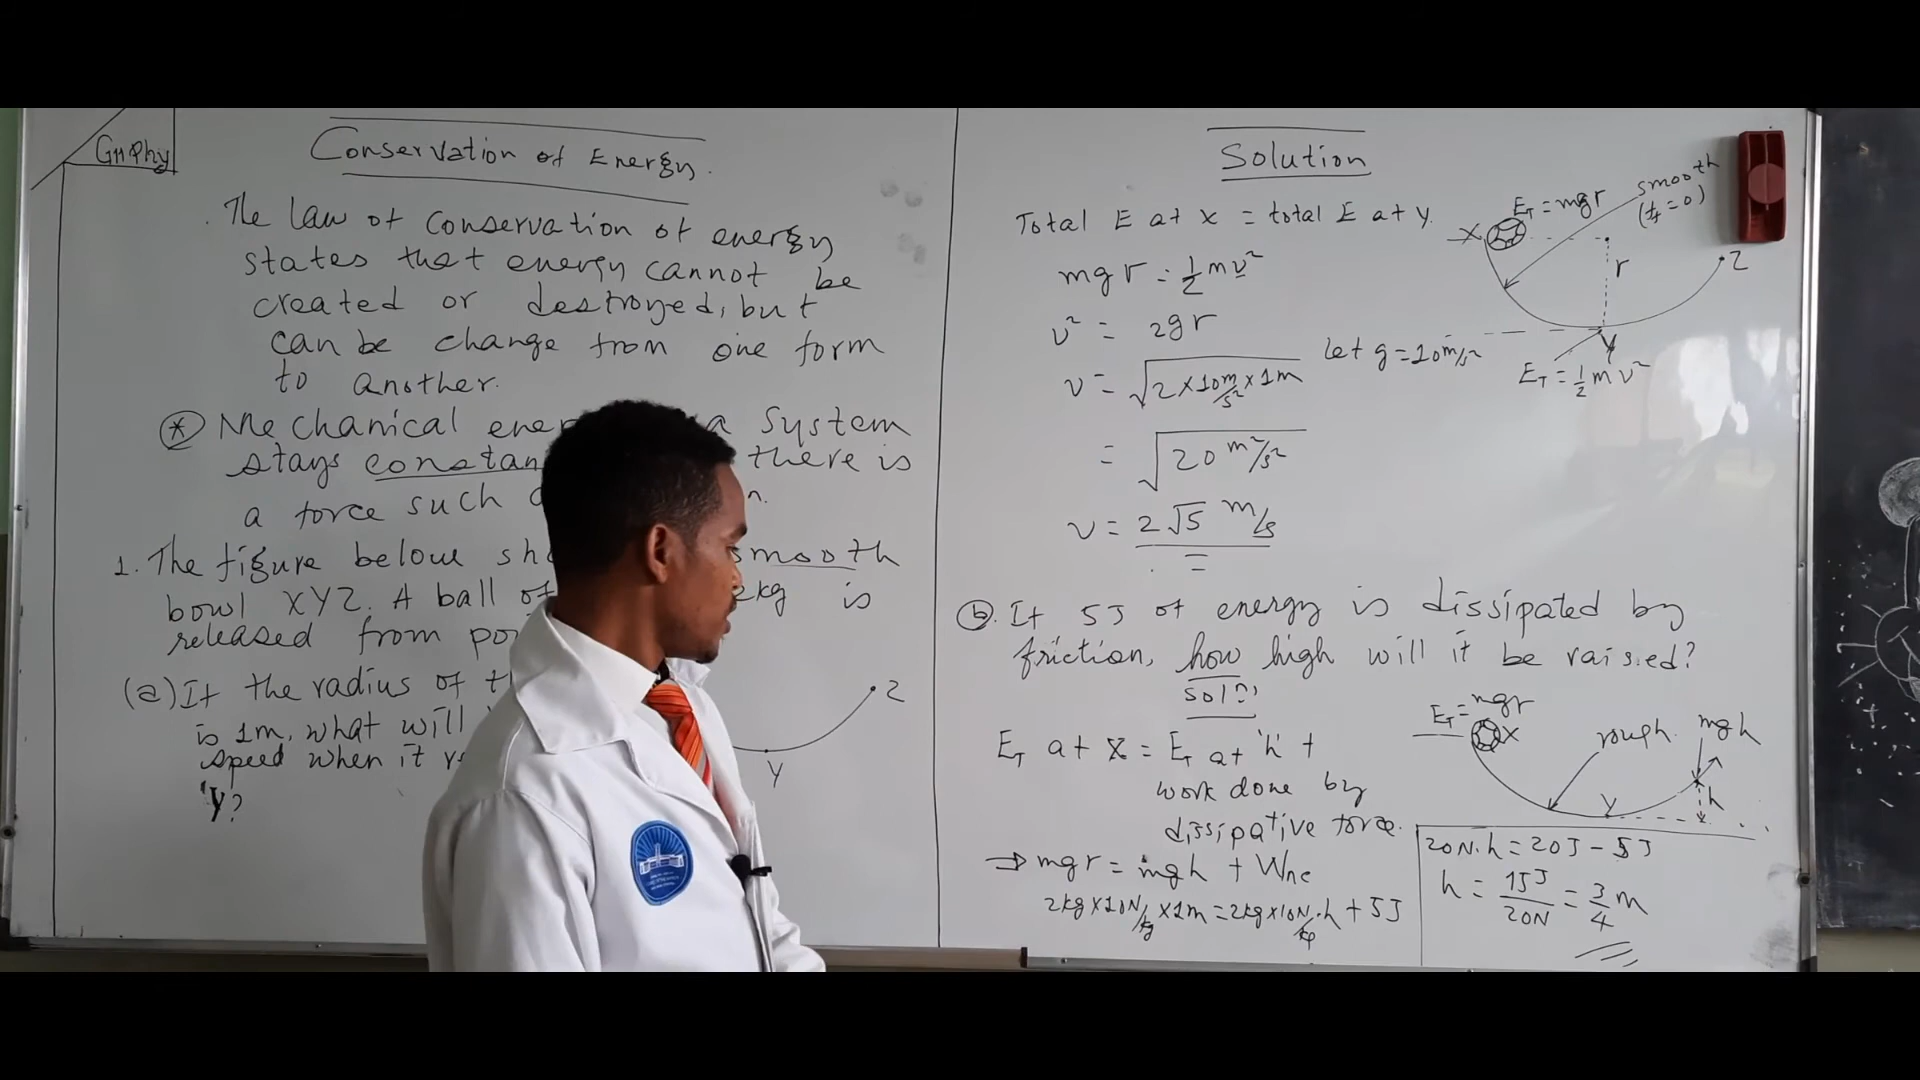 G11 Phy
Conservation of Energy.
The law of conservation of energy
states that energy cannot be
created or destroyed, but
can be change from one form
to another.
* Mechanical ener a system
stays constan there is
a force such
1. The figure below sh smooth
bowl XYZ. A ball of 2kg is
released from po
(a) If the radius of t
is 1m, what will
speed when it r
'Y?
Z
Y
Solution
Total E at x = total E at y.
mgr = 1/2 mv²
v² = 2gr
let g = 10m/s²
v = √2 × 10m/s² × 1m
= √20 m²/s²
v = 2√5 m/s
X
ET = mgr
smooth
(f = 0)
r
Z
Y
ET = 1/2 mv²
(b). If 5J of energy is dissipated by
friction, how high will it be raised?
soln
ET at x = ET at 'h' +
work done by
dissipative force.
⇒ mgr = mgh + Wnc
2kg×10N/kg ×1m = 2kg×10N/kg.h + 5J
ET = mgr
X
rough
mgh
Y
h
20N.h = 20J - 5J
h = 15J/20N = 3/4 m